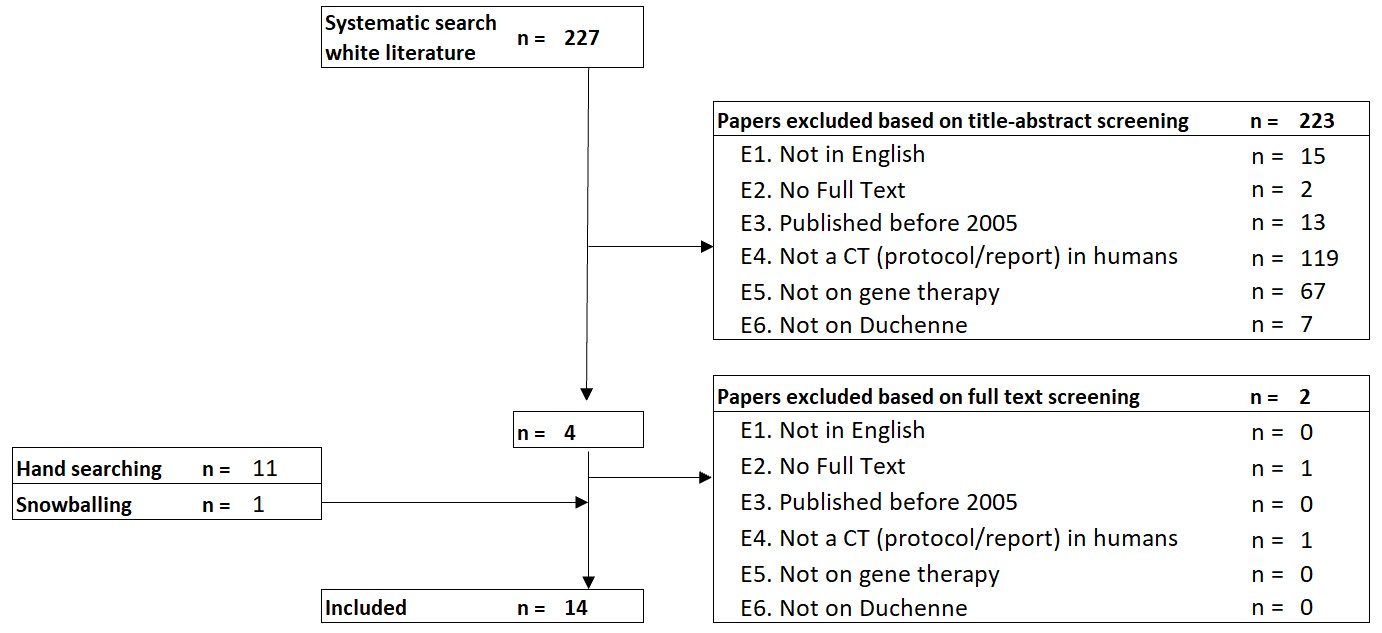 Systematic search
white literature n = 227
Papers excluded based on title-abstract screening n = 223
E1. Not in English n = 15
E2. No Full Text n = 2
E3. Published before 2005 n = 13
E4. Not a CT (protocol/report) in humans n = 119
E5. Not on gene therapy n = 67
E6. Not on Duchenne n = 7
n = 4
Papers excluded based on full text screening n = 2
E1. Not in English n = 0
E2. No Full Text n = 1
E3. Published before 2005 n = 0
E4. Not a CT (protocol/report) in humans n = 1
E5. Not on gene therapy n = 0
E6. Not on Duchenne n = 0
Hand searching n = 11
Snowballing n = 1
Included n = 14